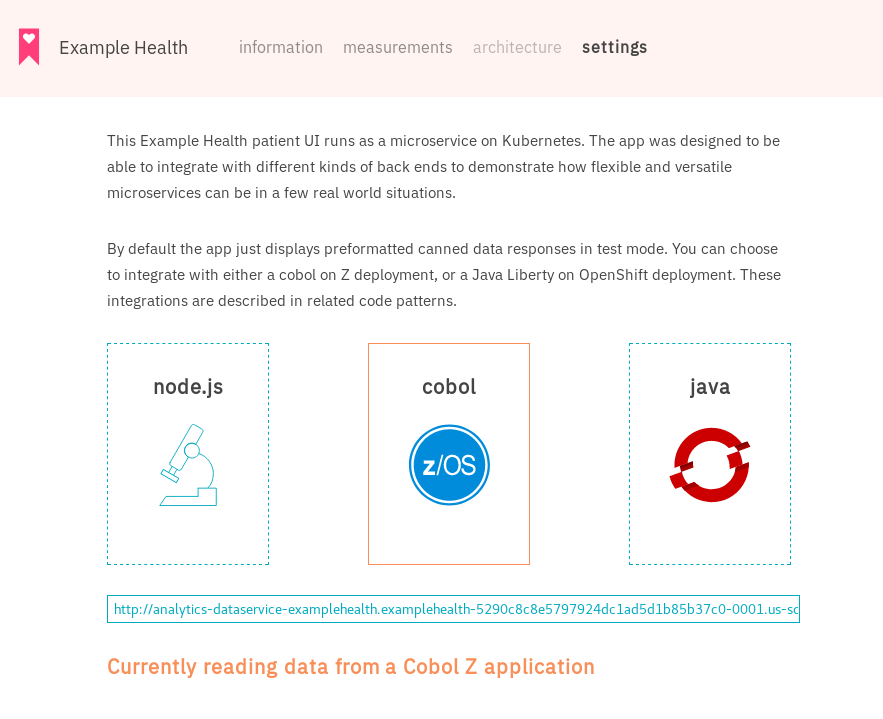 Example Health
information measurements architecture settings
This Example Health patient UI runs as a microservice on Kubernetes. The app was designed to be
able to integrate with different kinds of back ends to demonstrate how flexible and versatile
microservices can be in a few real world situations.
By default the app just displays preformatted canned data responses in test mode. You can choose
to integrate with either a cobol on Z deployment, or a Java Liberty on OpenShift deployment. These
integrations are described in related code patterns.
node.js
cobol
z/OS
java
http://analytics-dataservice-examplehealth.examplehealth-5290c8c8e5797924dc1ad5d1b85b37c0-0001.us-so
Currently reading data from a Cobol Z application